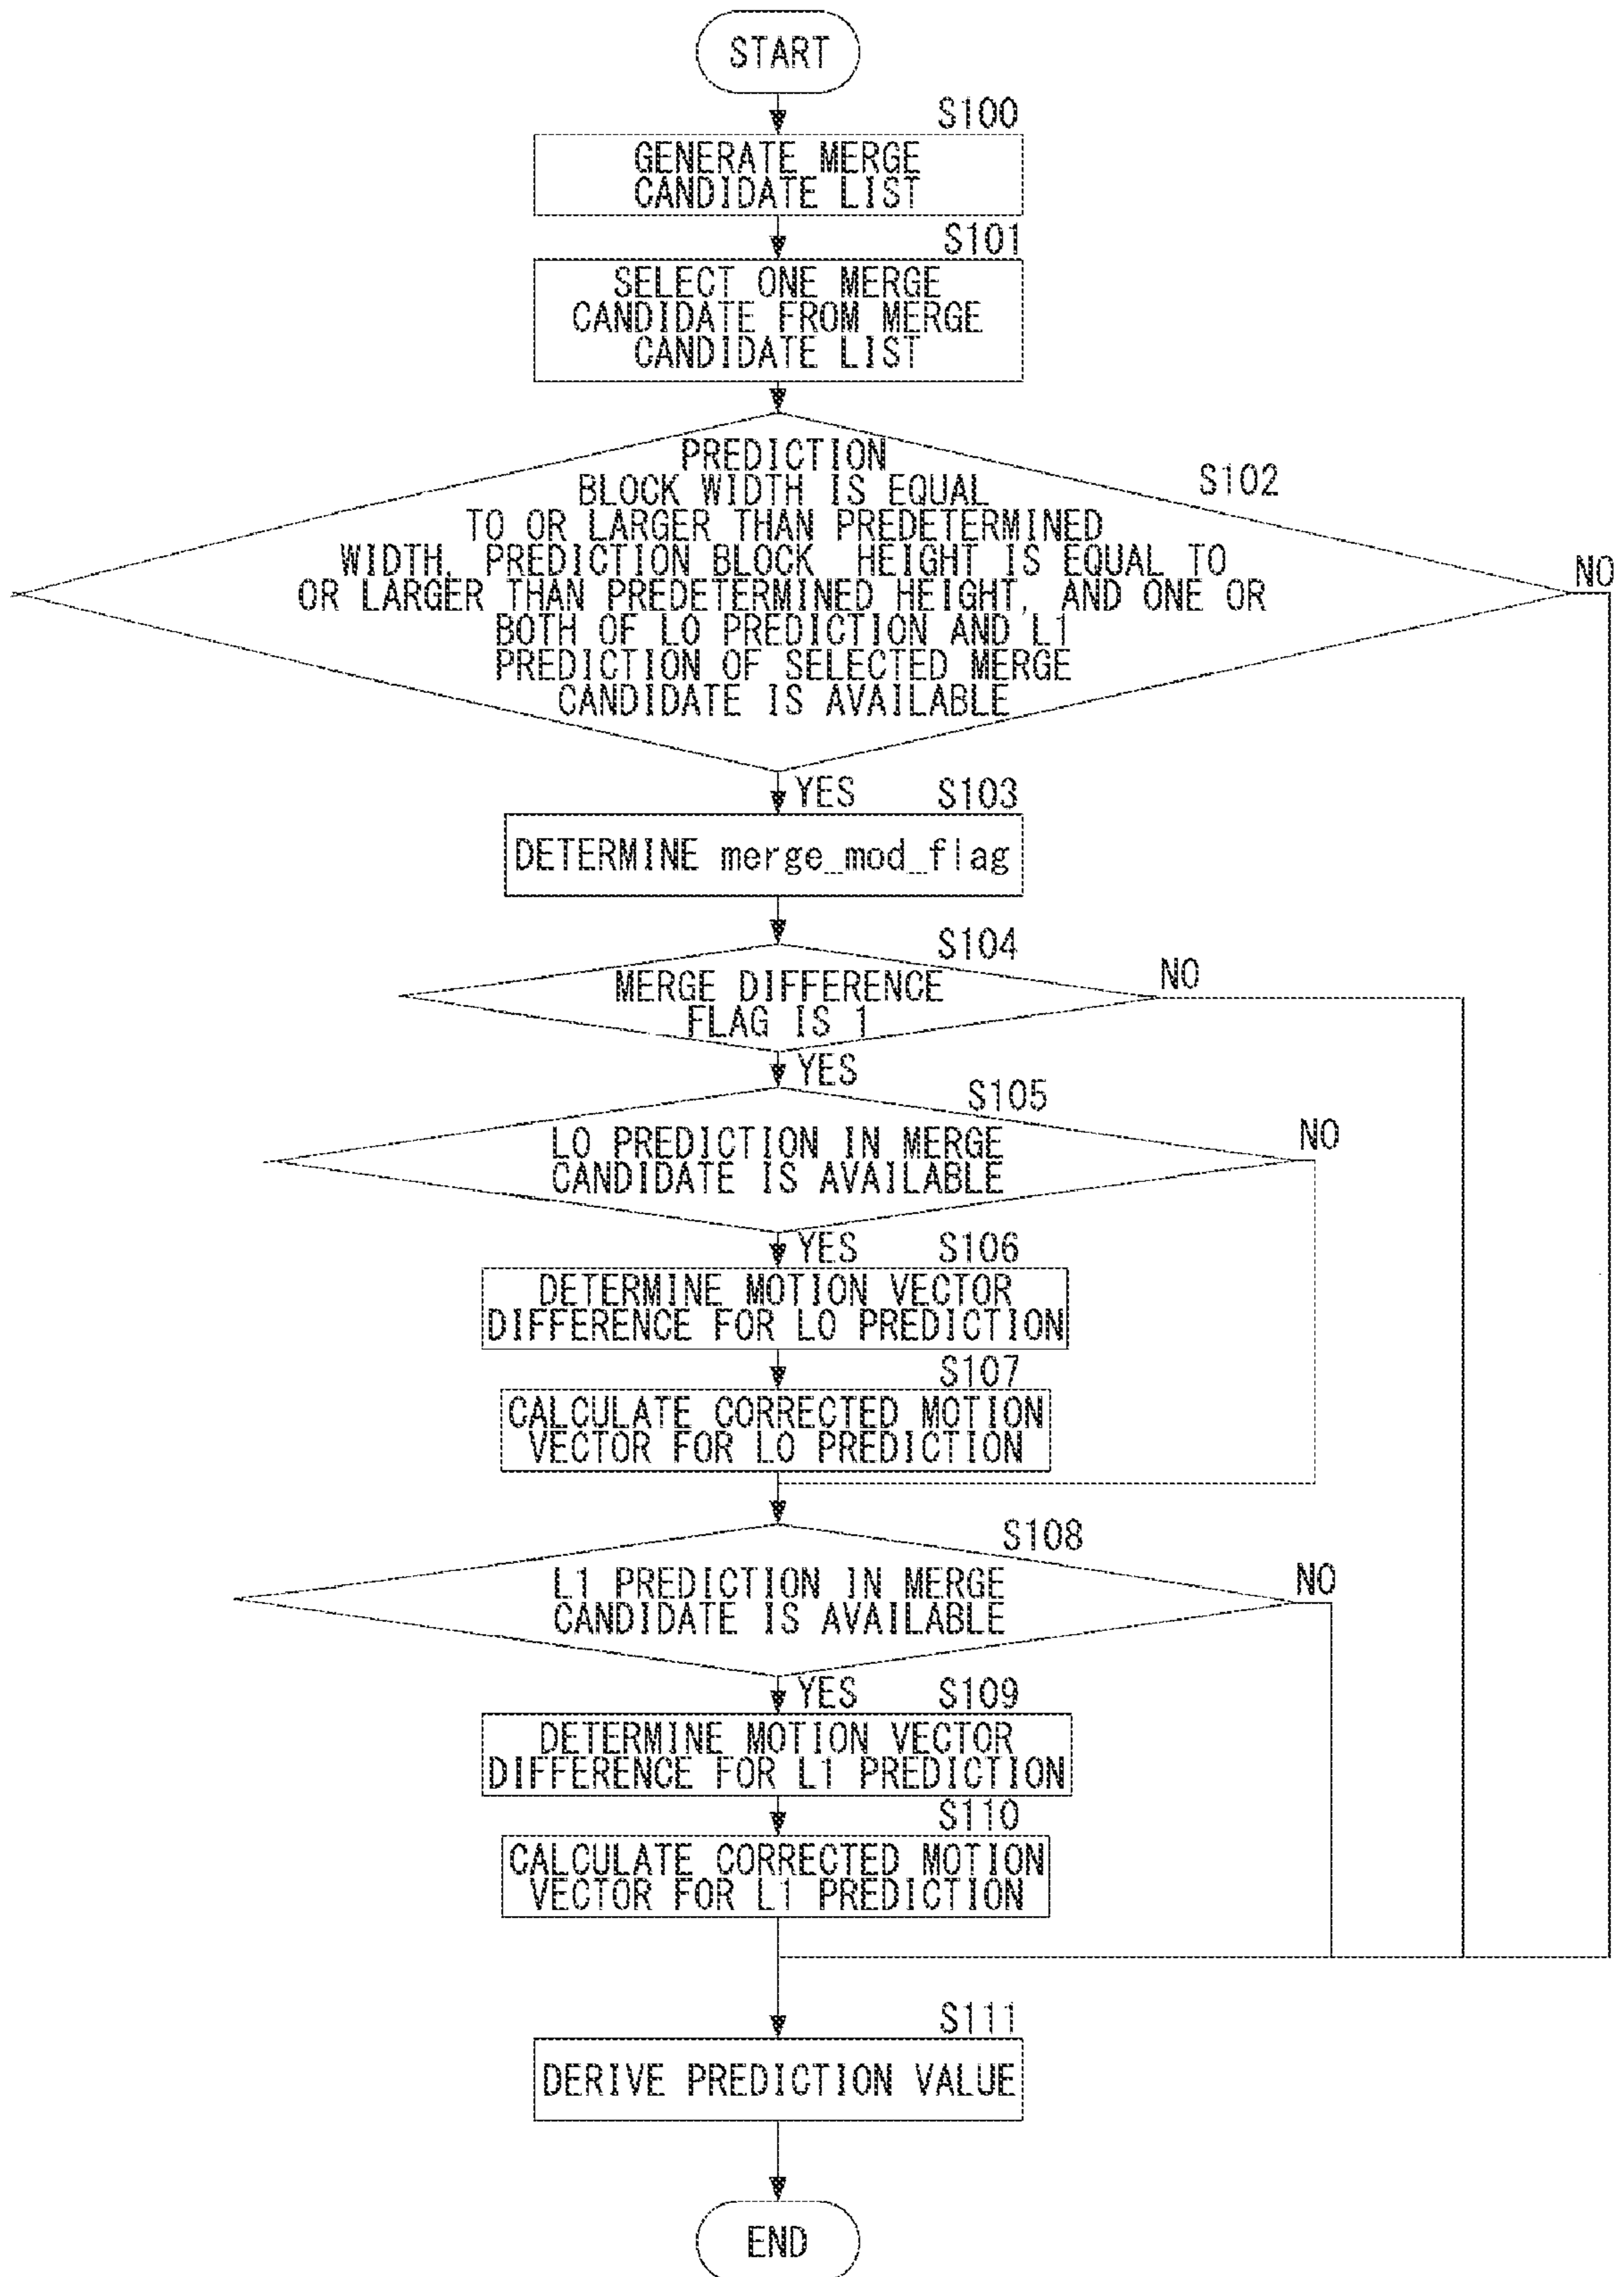 START
S100
GENERATE MERGE
CANDIDATE LIST
S101
SELECT ONE MERGE
CANDIDATE FROM MERGE
CANDIDATE LIST
S102
PREDICTION
BLOCK WIDTH IS EQUAL
TO OR LARGER THAN PREDETERMINED
WIDTH, PREDICTION BLOCK HEIGHT IS EQUAL TO
OR LARGER THAN PREDETERMINED HEIGHT, AND ONE OR
BOTH OF L0 PREDICTION AND L1
PREDICTION OF SELECTED MERGE
CANDIDATE IS AVAILABLE
NO
YES
S103
DETERMINE merge_mod_flag
S104
MERGE DIFFERENCE
FLAG IS 1
NO
YES
S105
L0 PREDICTION IN MERGE
CANDIDATE IS AVAILABLE
NO
YES
S106
DETERMINE MOTION VECTOR
DIFFERENCE FOR L0 PREDICTION
S107
CALCULATE CORRECTED MOTION
VECTOR FOR L0 PREDICTION
S108
L1 PREDICTION IN MERGE
CANDIDATE IS AVAILABLE
NO
YES
S109
DETERMINE MOTION VECTOR
DIFFERENCE FOR L1 PREDICTION
S110
CALCULATE CORRECTED MOTION
VECTOR FOR L1 PREDICTION
S111
DERIVE PREDICTION VALUE
END